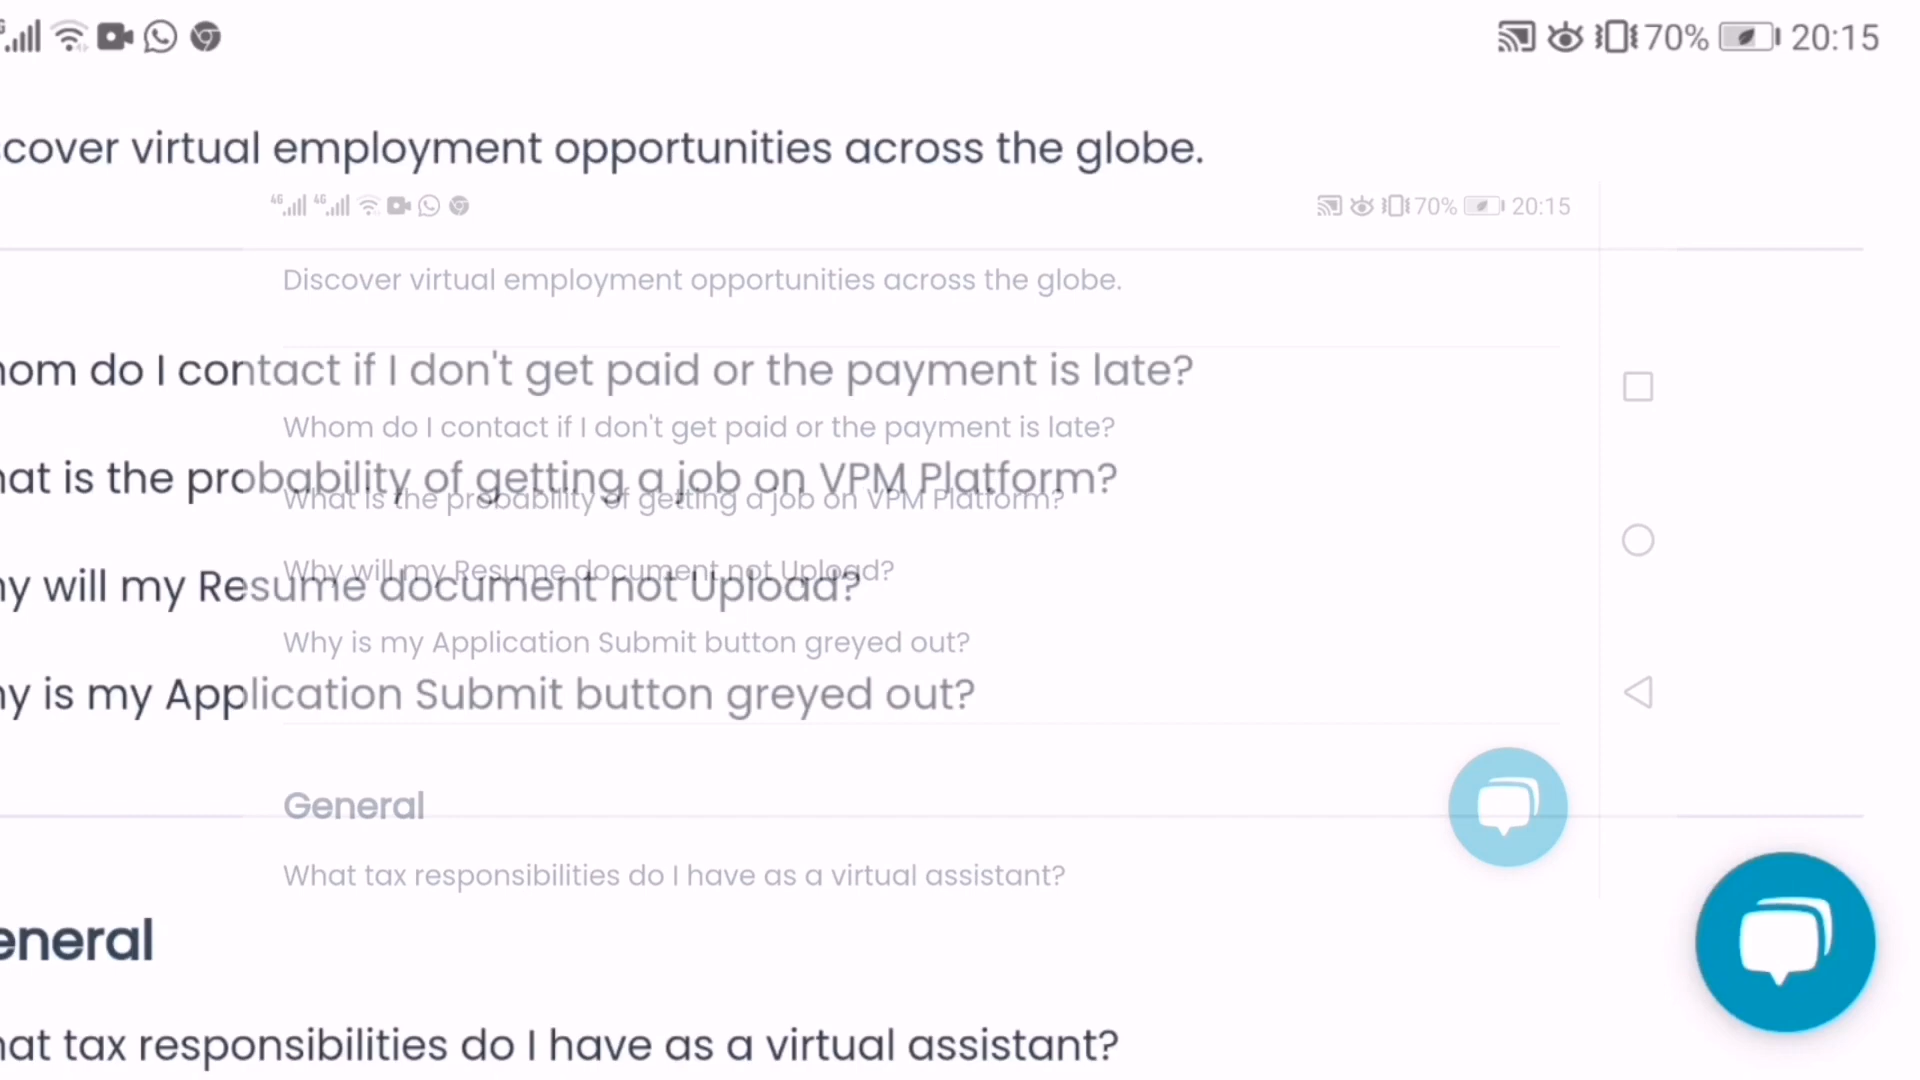 70% 20:15
cover virtual employment opportunities across the globe.
4G 4G 70% 20:15
Discover virtual employment opportunities across the globe.
om do I contact if I don't get paid or the payment is late?
Whom do I contact if I don't get paid or the payment is late?
at is the probability of getting a job on VPM Platform?
What is the probability of getting a job on VPM Platform?
Why will my Resume document not Upload?
y will my Resume document not Upload?
Why is my Application Submit button greyed out?
y is my Application Submit button greyed out?
General
What tax responsibilities do I have as a virtual assistant?
eneral
at tax responsibilities do I have as a virtual assistant?